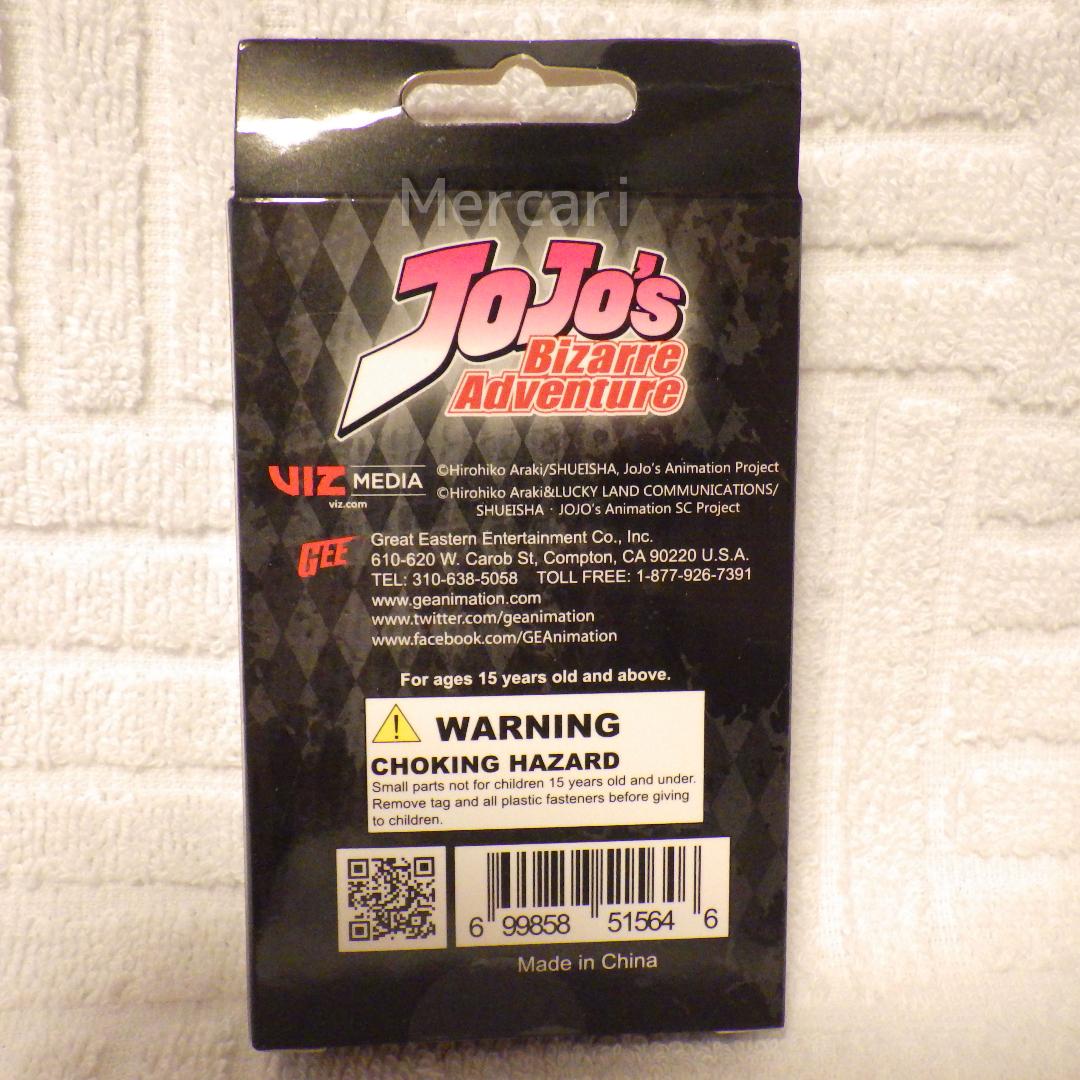 Mercari
JoJo's
Bizarre
Adventure
VIZ MEDIA
viz.com
©Hirohiko Araki/SHUEISHA, JoJo's Animation Project
©Hirohiko Araki&LUCKY LAND COMMUNICATIONS/
SHUEISHA · JOJO's Animation SC Project
GEE
Great Eastern Entertainment Co., Inc.
610-620 W. Carob St, Compton, CA 90220 U.S.A.
TEL: 310-638-5058 TOLL FREE: 1-877-926-7391
www.geanimation.com
www.twitter.com/geanimation
www.facebook.com/GEAnimation
For ages 15 years old and above.
WARNING
CHOKING HAZARD
Small parts not for children 15 years old and under.
Remove tag and all plastic fasteners before giving
to children.
6 99858 51564 6
Made in China